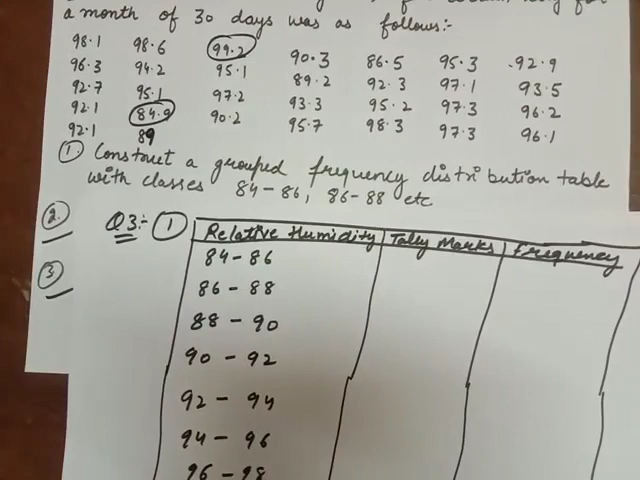 a month of 30 days was as follows:-
98.1 98.6 99.2 90.3 86.5 95.3 92.9
96.3 94.2 95.1 89.2 92.3 97.1 93.5
92.7 95.1 97.2 93.3 95.2 97.3 96.2
92.1 84.9 90.2 95.7 98.3 97.3 96.1
92.1 89
1. Construct a grouped frequency distribution table
with classes 84-86, 86-88 etc
2.
3
Q3:- 1
Relative Humidity Tally Marks Frequency
84 - 86
86 - 88
88 - 90
90 - 92
92 - 94
94 - 96
96 - 98